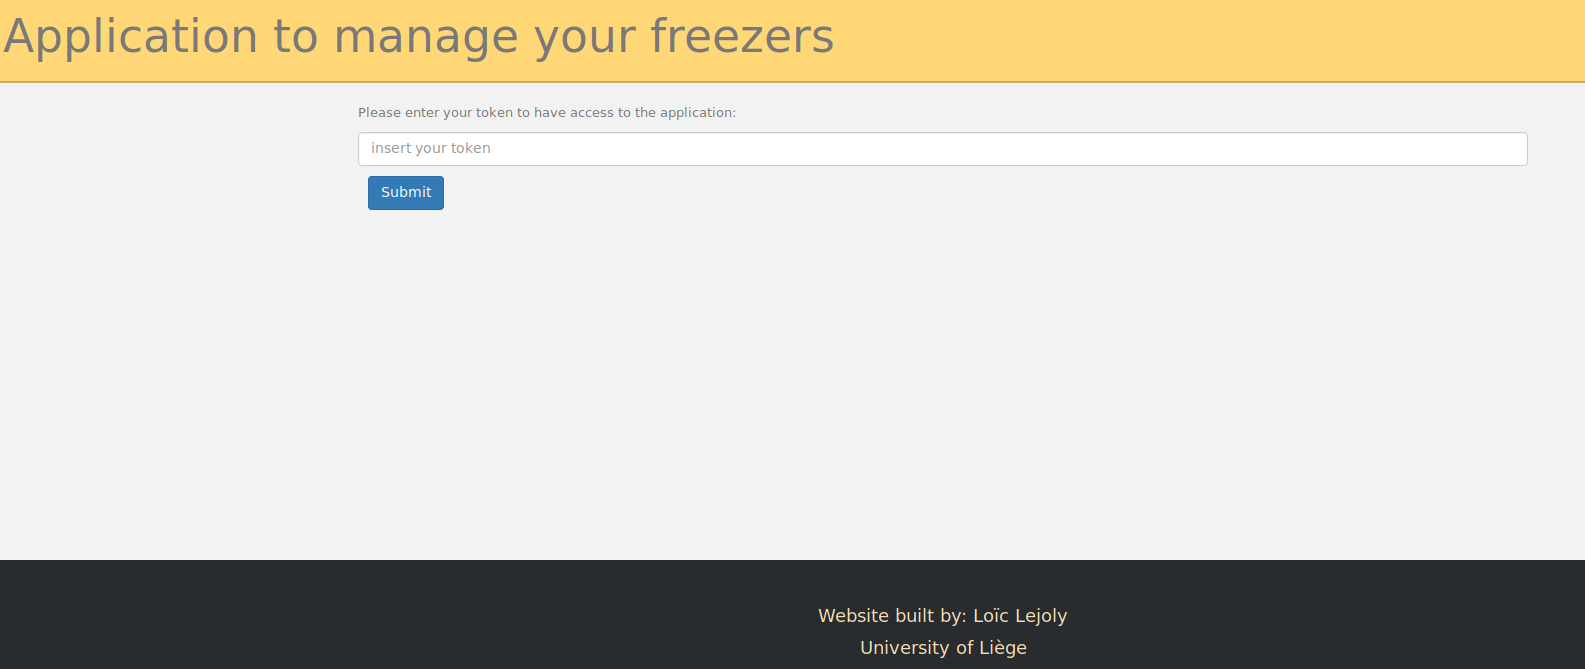 Application to manage your freezers
Please enter your token to have access to the application:
insert your token
Submit
Website built by: Loïc Lejoly
University of Liège